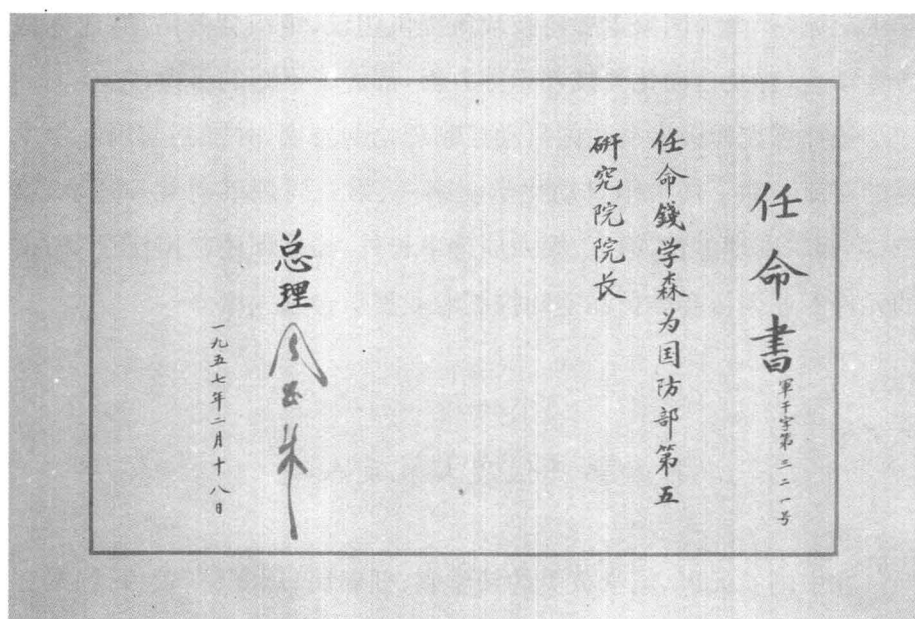 任命書
軍干字第三二一号
任命錢学森为国防部第五
研究院院长
总理 周恩来
一九五七年二月十八日